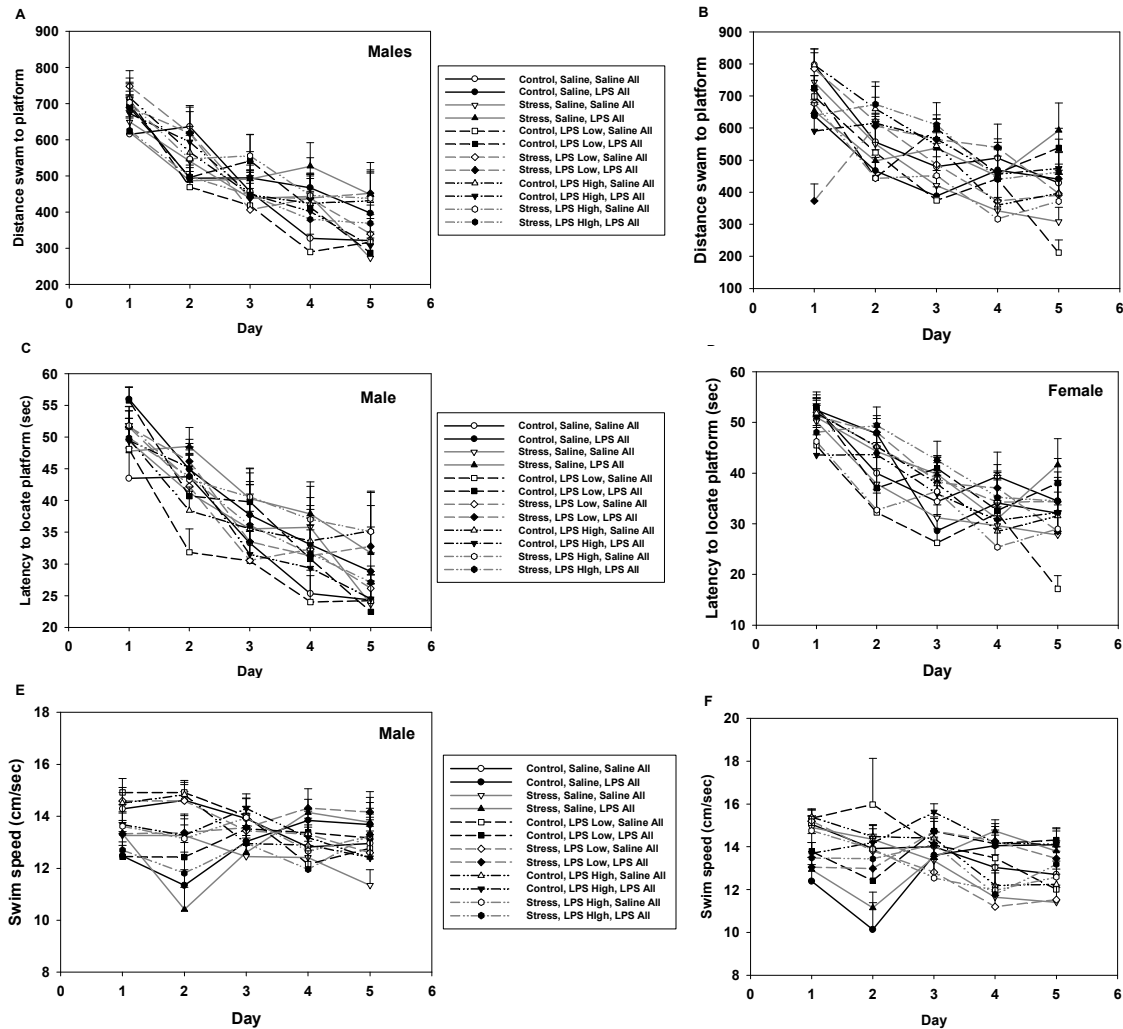 A
Males
Distance swam to platform
900
800
700
600
500
400
300
200
0 1 2 3 4 5 6
Day
Control, Saline, Saline All
Control, Saline, LPS All
Stress, Saline, Saline All
Stress, Saline, LPS All
Control, LPS Low, Saline All
Control, LPS Low, LPS All
Stress, LPS Low, Saline All
Stress, LPS Low, LPS All
Control, LPS High, Saline All
Control, LPS High, LPS All
Stress, LPS High, Saline All
Stress, LPS HIgh, LPS All
B
Distance swam to platform
900
800
700
600
500
400
300
200
100
0 1 2 3 4 5 6
Day
C
Male
Latency to locate platform (sec)
60
55
50
45
40
35
30
25
20
0 1 2 3 4 5 6
Day
Control, Saline, Saline All
Control, Saline, LPS All
Stress, Saline, Saline All
Stress, Saline, LPS All
Control, LPS Low, Saline All
Control, LPS Low, LPS All
Stress, LPS Low, Saline All
Stress, LPS Low, LPS All
Control, LPS High, Saline All
Control, LPS High, LPS All
Stress, LPS High, Saline All
Stress, LPS HIgh, LPS All
Female
Latency to locate platform (sec)
60
50
40
30
20
10
0 1 2 3 4 5 6
Day
E
Male
Swim speed (cm/sec)
18
16
14
12
10
8
0 1 2 3 4 5 6
Day
Control, Saline, Saline All
Control, Saline, LPS All
Stress, Saline, Saline All
Stress, Saline, LPS All
Control, LPS Low, Saline All
Control, LPS Low, LPS All
Stress, LPS Low, Saline All
Stress, LPS Low, LPS All
Control, LPS High, Saline All
Control, LPS High, LPS All
Stress, LPS High, Saline All
Stress, LPS HIgh, LPS All
F
Swim speed (cm/sec)
20
18
16
14
12
10
8
0 1 2 3 4 5 6
Day